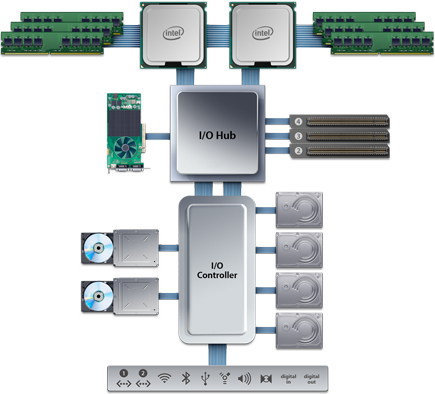 intel
intel
I/O Hub
4
3
2
I/O
Controller
1 2
digital
in
digital
out